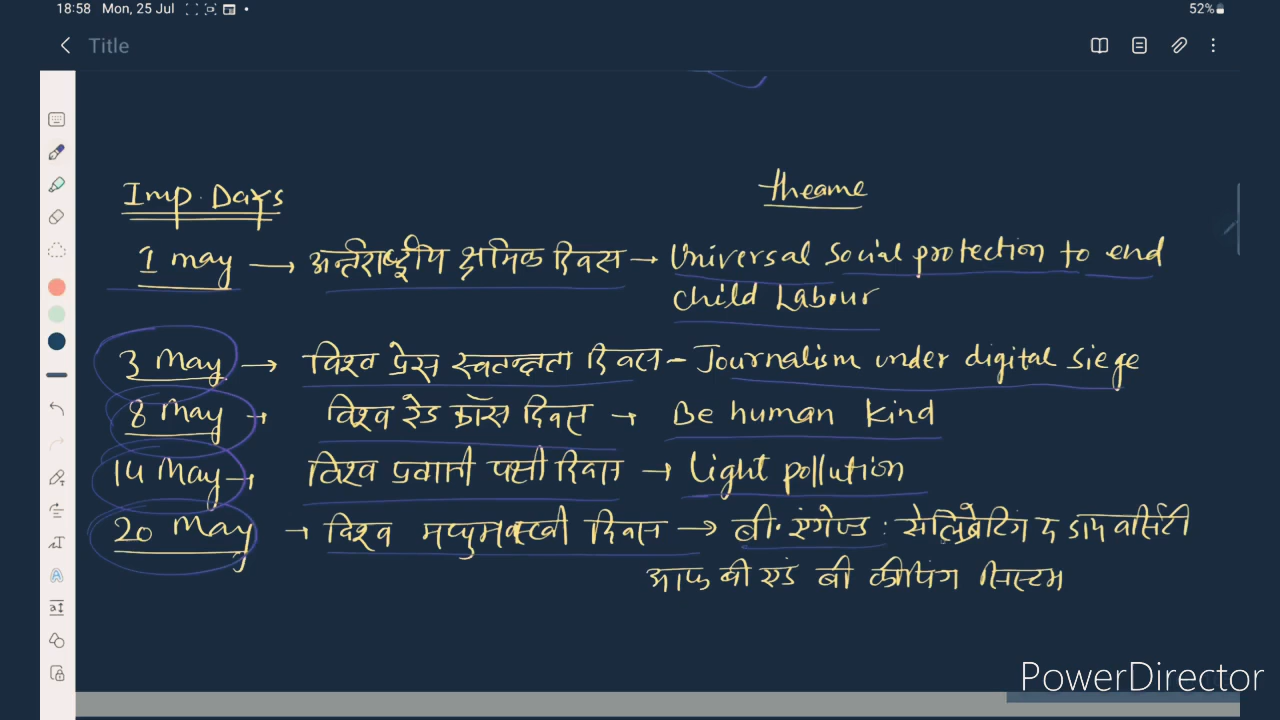 18:58 Mon, 25 Jul 52%
Title
Imp. Days theame
1 may → अर्न्तराष्ट्रीय श्रमिक दिवस → Universal social protection to end
child Labour
3 May → विश्व प्रेस स्वतन्त्रता दिवस - Journalism under digital siege
8 May → विश्व रेड क्रॉस दिवस → Be human kind
14 May → विश्व प्रवासी पक्षी दिवस → light pollution
20 May → विश्व मधुमक्खी दिवस → बी. एंगेज्ड : सेलिब्रेटिंग द डायवर्सिटी
आफ बी एंड बी कीपिंग सिस्टम
PowerDirector